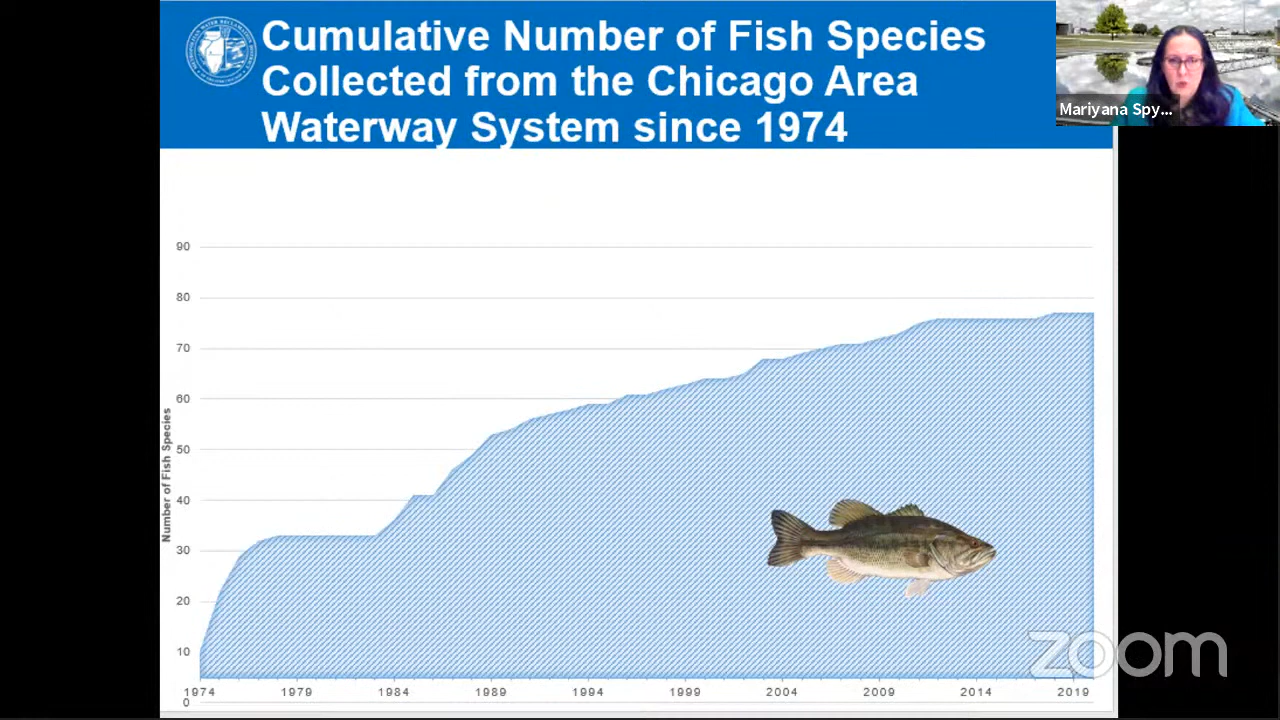 Cumulative Number of Fish Species
Collected from the Chicago Area
Waterway System since 1974
Mariyana Spy...
90
80
70
60
50
40
30
20
10
0
Number of Fish Species
1974 1979 1984 1989 1994 1999 2004 2009 2014 2019
zoom